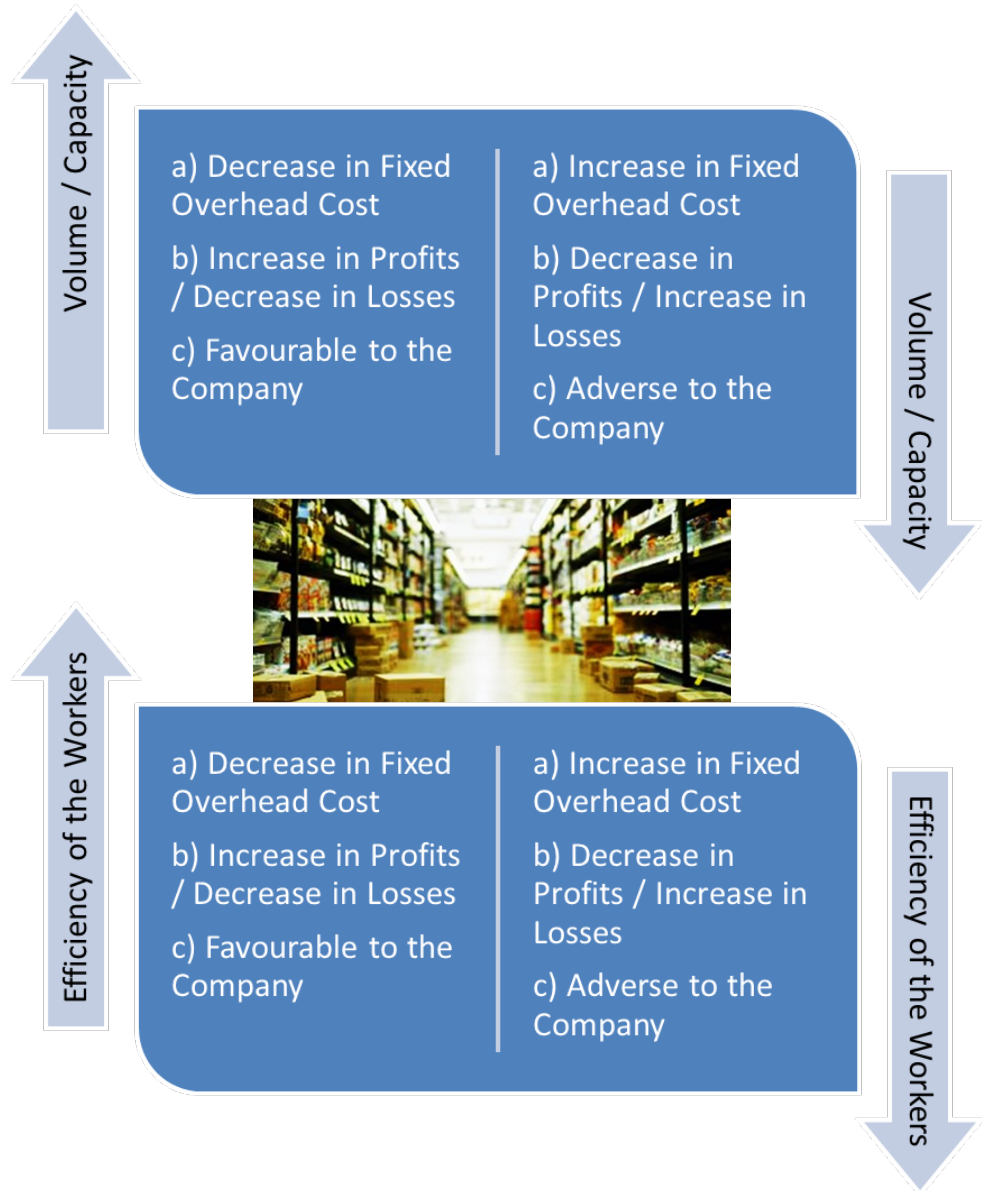 Volume / Capacity
a) Decrease in Fixed
Overhead Cost
b) Increase in Profits
/ Decrease in Losses
c) Favourable to the
Company
a) Increase in Fixed
Overhead Cost
b) Decrease in
Profits / Increase in
Losses
c) Adverse to the
Company
Volume / Capacity
Efficiency of the Workers
a) Decrease in Fixed
Overhead Cost
b) Increase in Profits
/ Decrease in Losses
c) Favourable to the
Company
a) Increase in Fixed
Overhead Cost
b) Decrease in
Profits / Increase in
Losses
c) Adverse to the
Company
Efficiency of the Workers